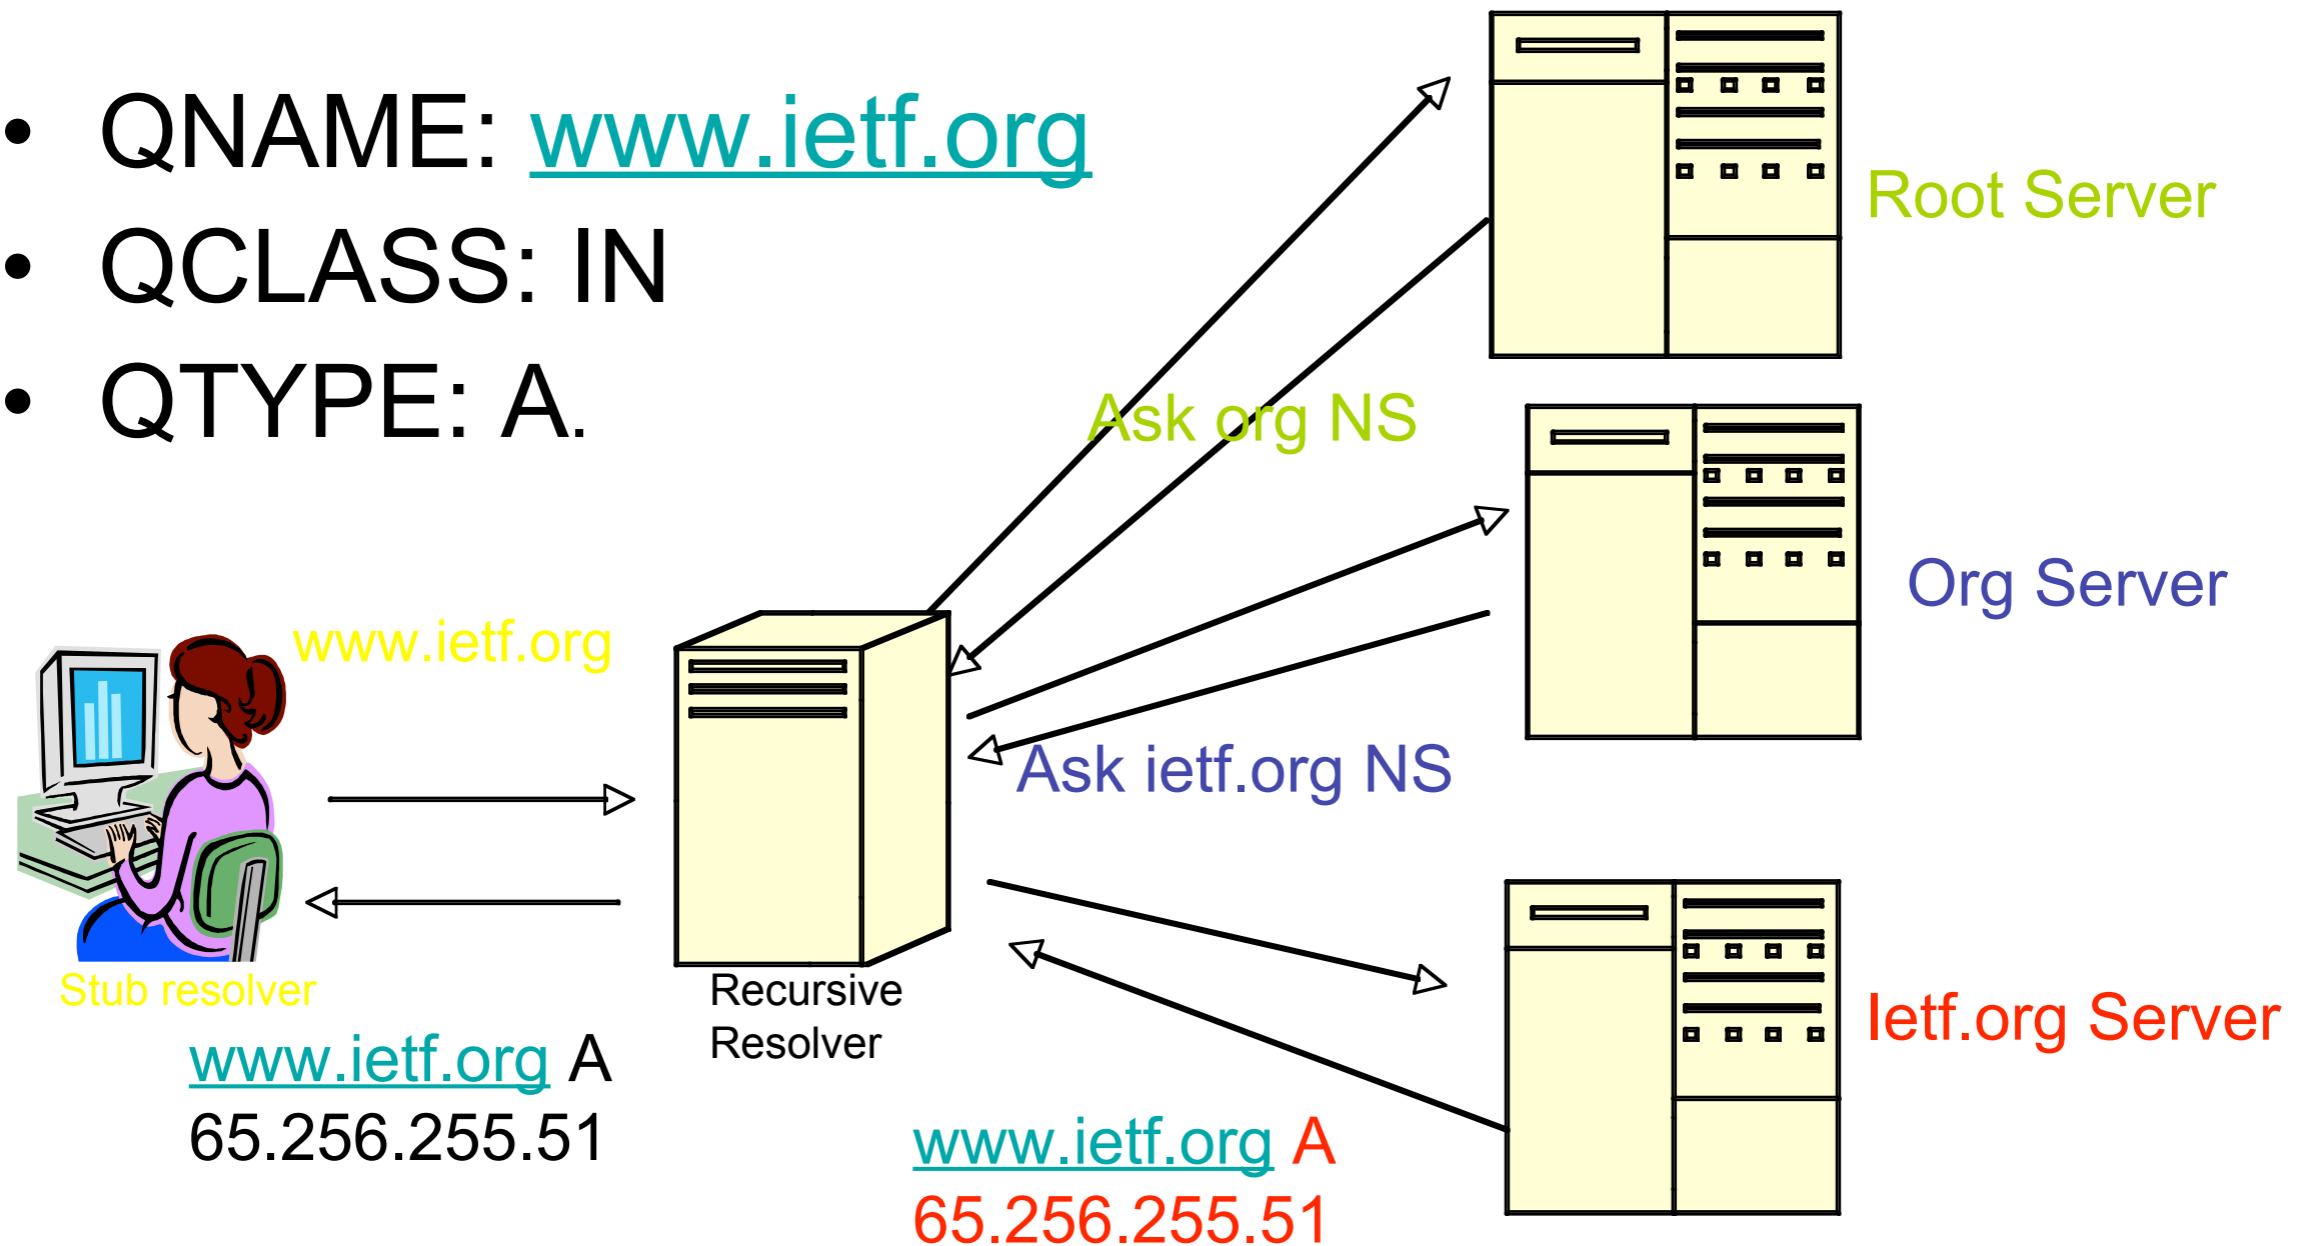 • QNAME: www.ietf.org
• QCLASS: IN
• QTYPE: A.
Root Server
Ask org NS
Org Server
www.ietf.org
Ask ietf.org NS
Stub resolver
Recursive
Resolver
Ietf.org Server
www.ietf.org A
65.256.255.51
www.ietf.org A
65.256.255.51